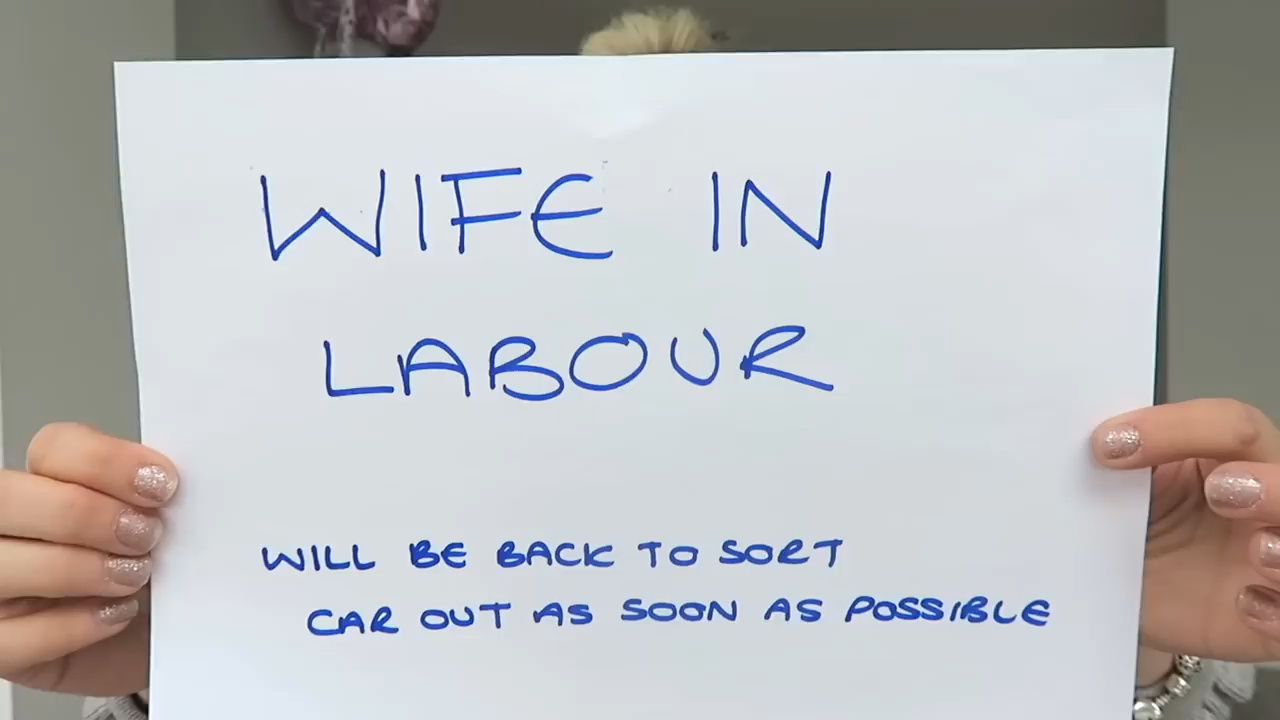 WIFE IN
LABOUR
WILL BE BACK TO SORT
CAR OUT AS SOON AS POSSIBLE